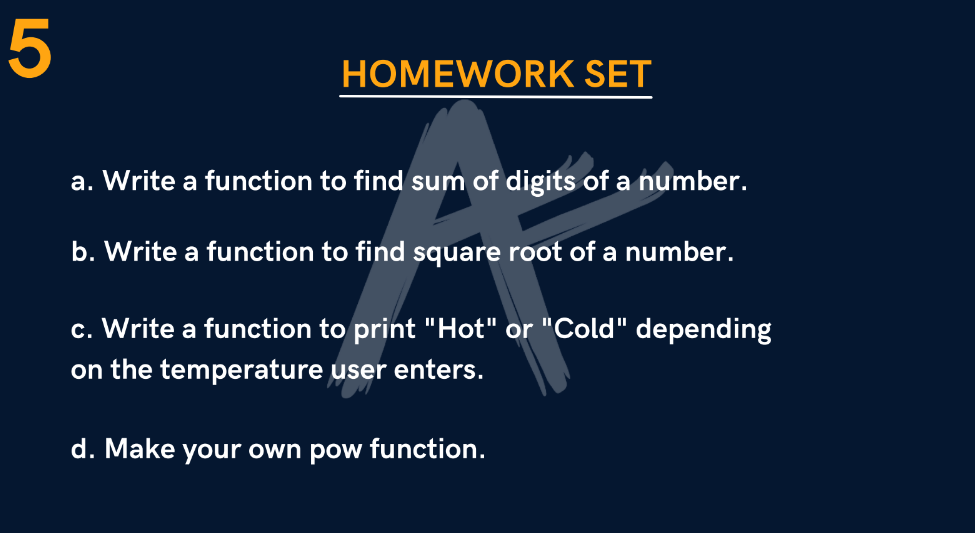 5
HOMEWORK SET
a. Write a function to find sum of digits of a number.
b. Write a function to find square root of a number.
c. Write a function to print "Hot" or "Cold" depending
on the temperature user enters.
d. Make your own pow function.